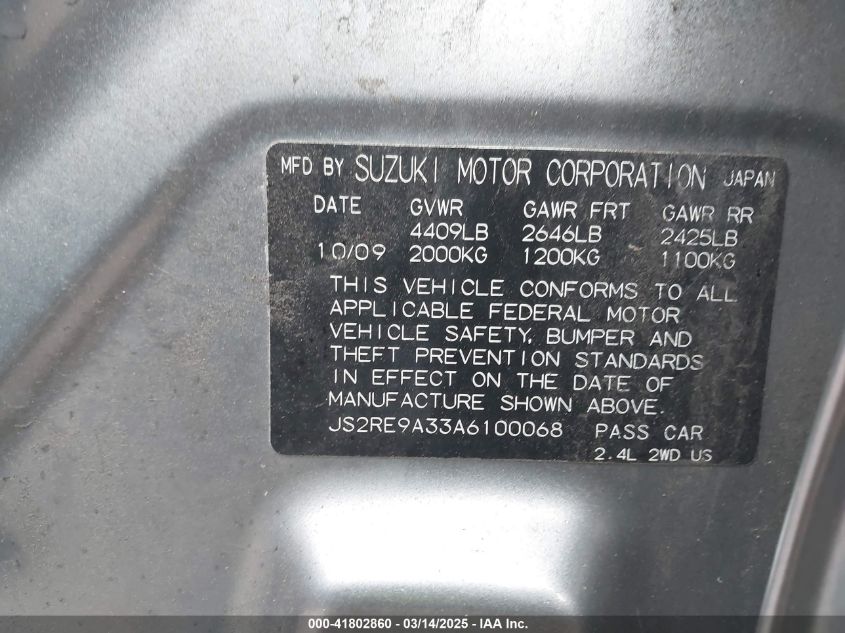 MFD BY SUZUKI MOTOR CORPORATION JAPAN
DATE GVWR GAWR FRT GAWR RR
4409LB 2646LB 2425LB
10/09 2000KG 1200KG 1100KG
THIS VEHICLE CONFORMS TO ALL
APPLICABLE FEDERAL MOTOR
VEHICLE SAFETY, BUMPER AND
THEFT PREVENTION STANDARDS
IN EFFECT ON THE DATE OF
MANUFACTURE SHOWN ABOVE.
JS2RE9A33A6100068 PASS CAR
2.4L 2WD US
000-41802860 / 03/14/2025 - IAA Inc.